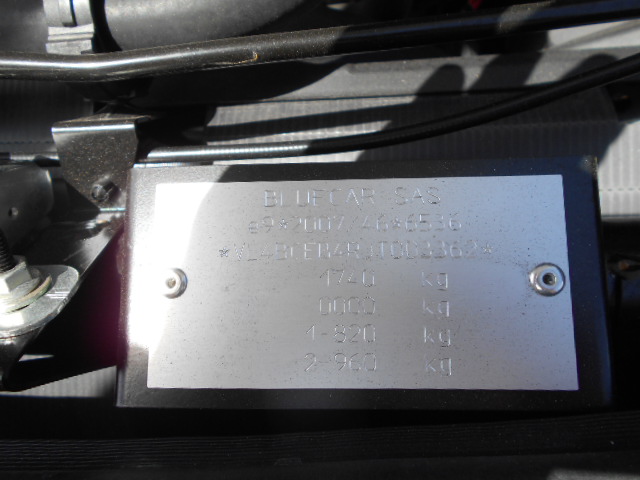 BLUECAR SAS
e9*2007/46*6536
1740 kg
0000 kg
1-820 kg
2-960 kg